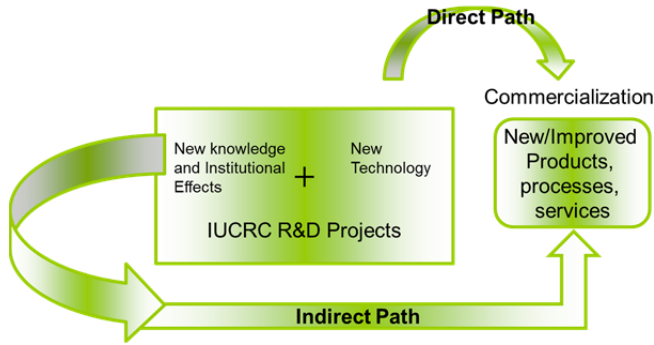 Direct Path
Commercialization
New/Improved
Products,
processes,
services
New knowledge
and Institutional
Effects
+
New
Technology
IUCRC R&D Projects
Indirect Path